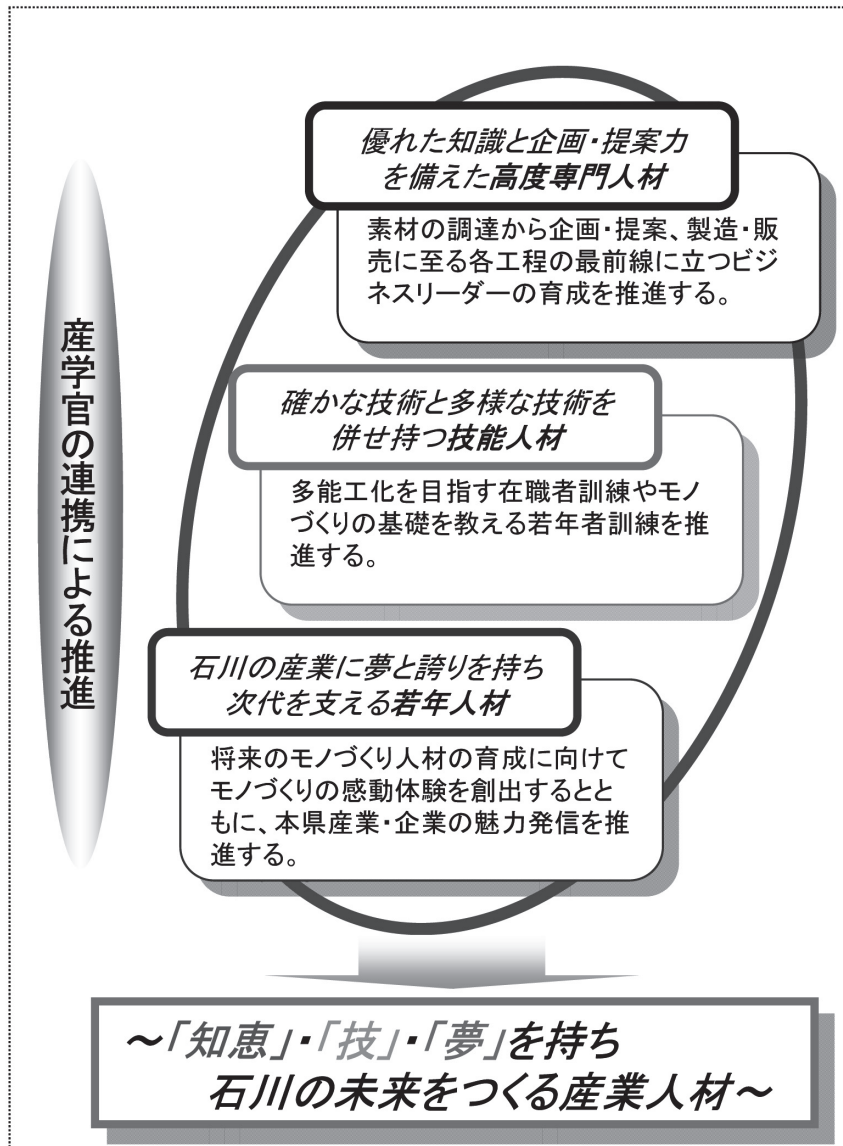 産学官の連携による推進
優れた知識と企画・提案力
を備えた高度専門人材
素材の調達から企画・提案、製造・販
売に至る各工程の最前線に立つビジ
ネスリーダーの育成を推進する。
確かな技術と多様な技術を
併せ持つ技能人材
多能工化を目指す在職者訓練やモノ
づくりの基礎を教える若年者訓練を推
進する。
石川の産業に夢と誇りを持ち
次代を支える若年人材
将来のモノづくり人材の育成に向けて
モノづくりの感動体験を創出するとと
もに、本県産業・企業の魅力発信を推
進する。
～「知恵」・「技」・「夢」を持ち
石川の未来をつくる産業人材～